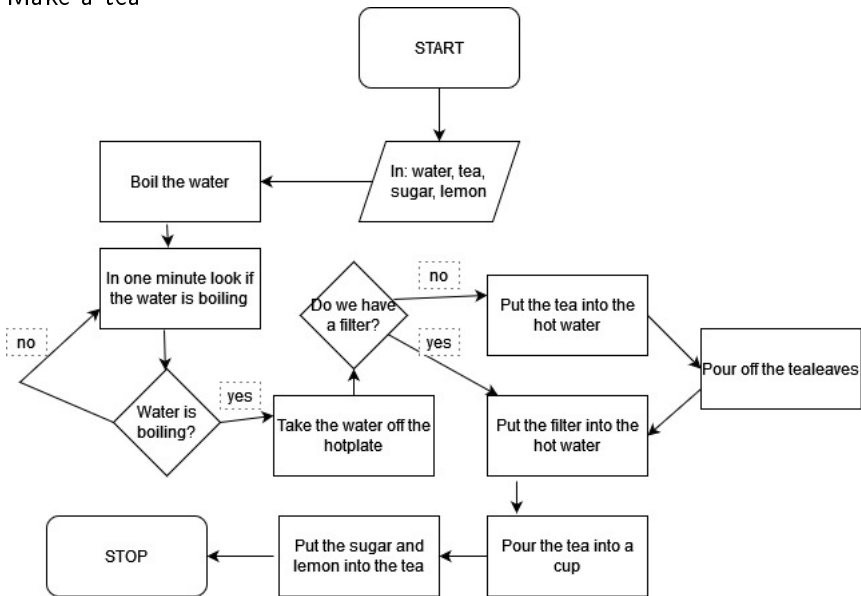 Make a tea
START
In: water, tea,
sugar, lemon
Boil the water
In one minute look if
the water is boiling
no
Water is
boiling?
yes
Take the water off the
hotplate
Do we have
a filter?
no
Put the tea into the
hot water
yes
Pour off the tealeaves
Put the filter into the
hot water
Pour the tea into a
cup
Put the sugar and
lemon into the tea
STOP